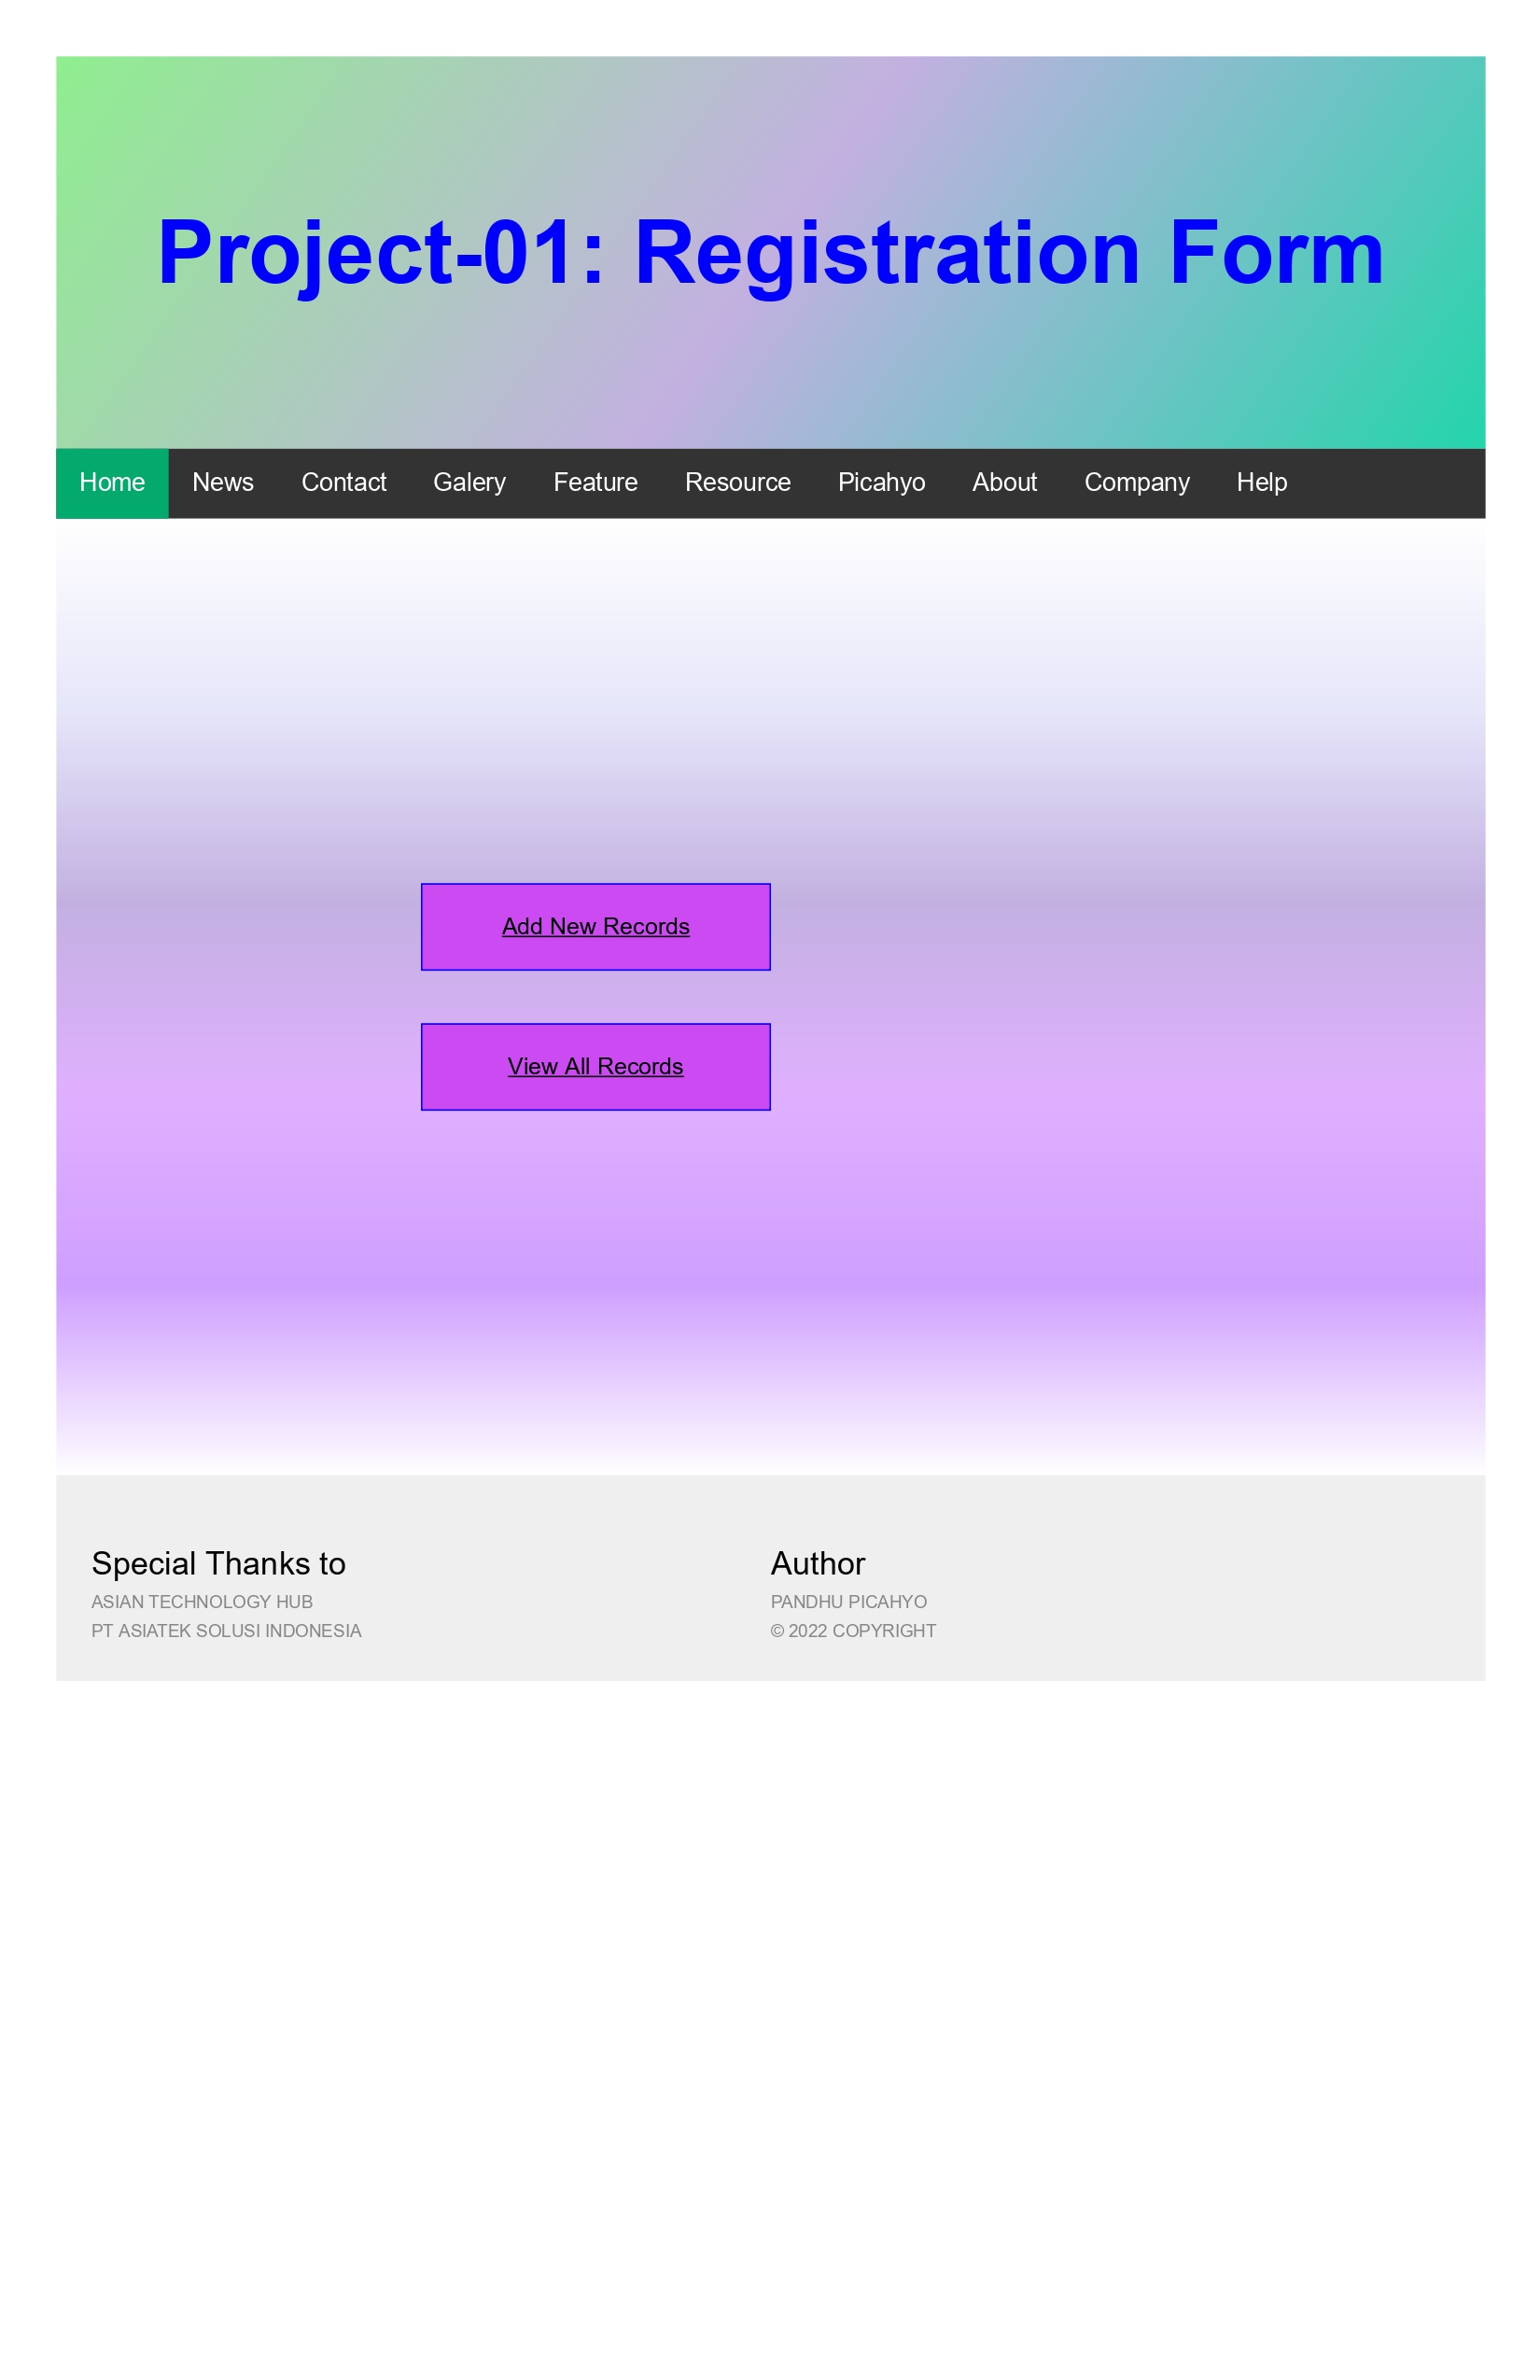 Project-01: Registration Form
Home News Contact Galery Feature Resource Picahyo About Company Help
Add New Records
View All Records
Special Thanks to
ASIAN TECHNOLOGY HUB
PT ASIATEK SOLUSI INDONESIA
Author
PANDHU PICAHYO
© 2022 COPYRIGHT